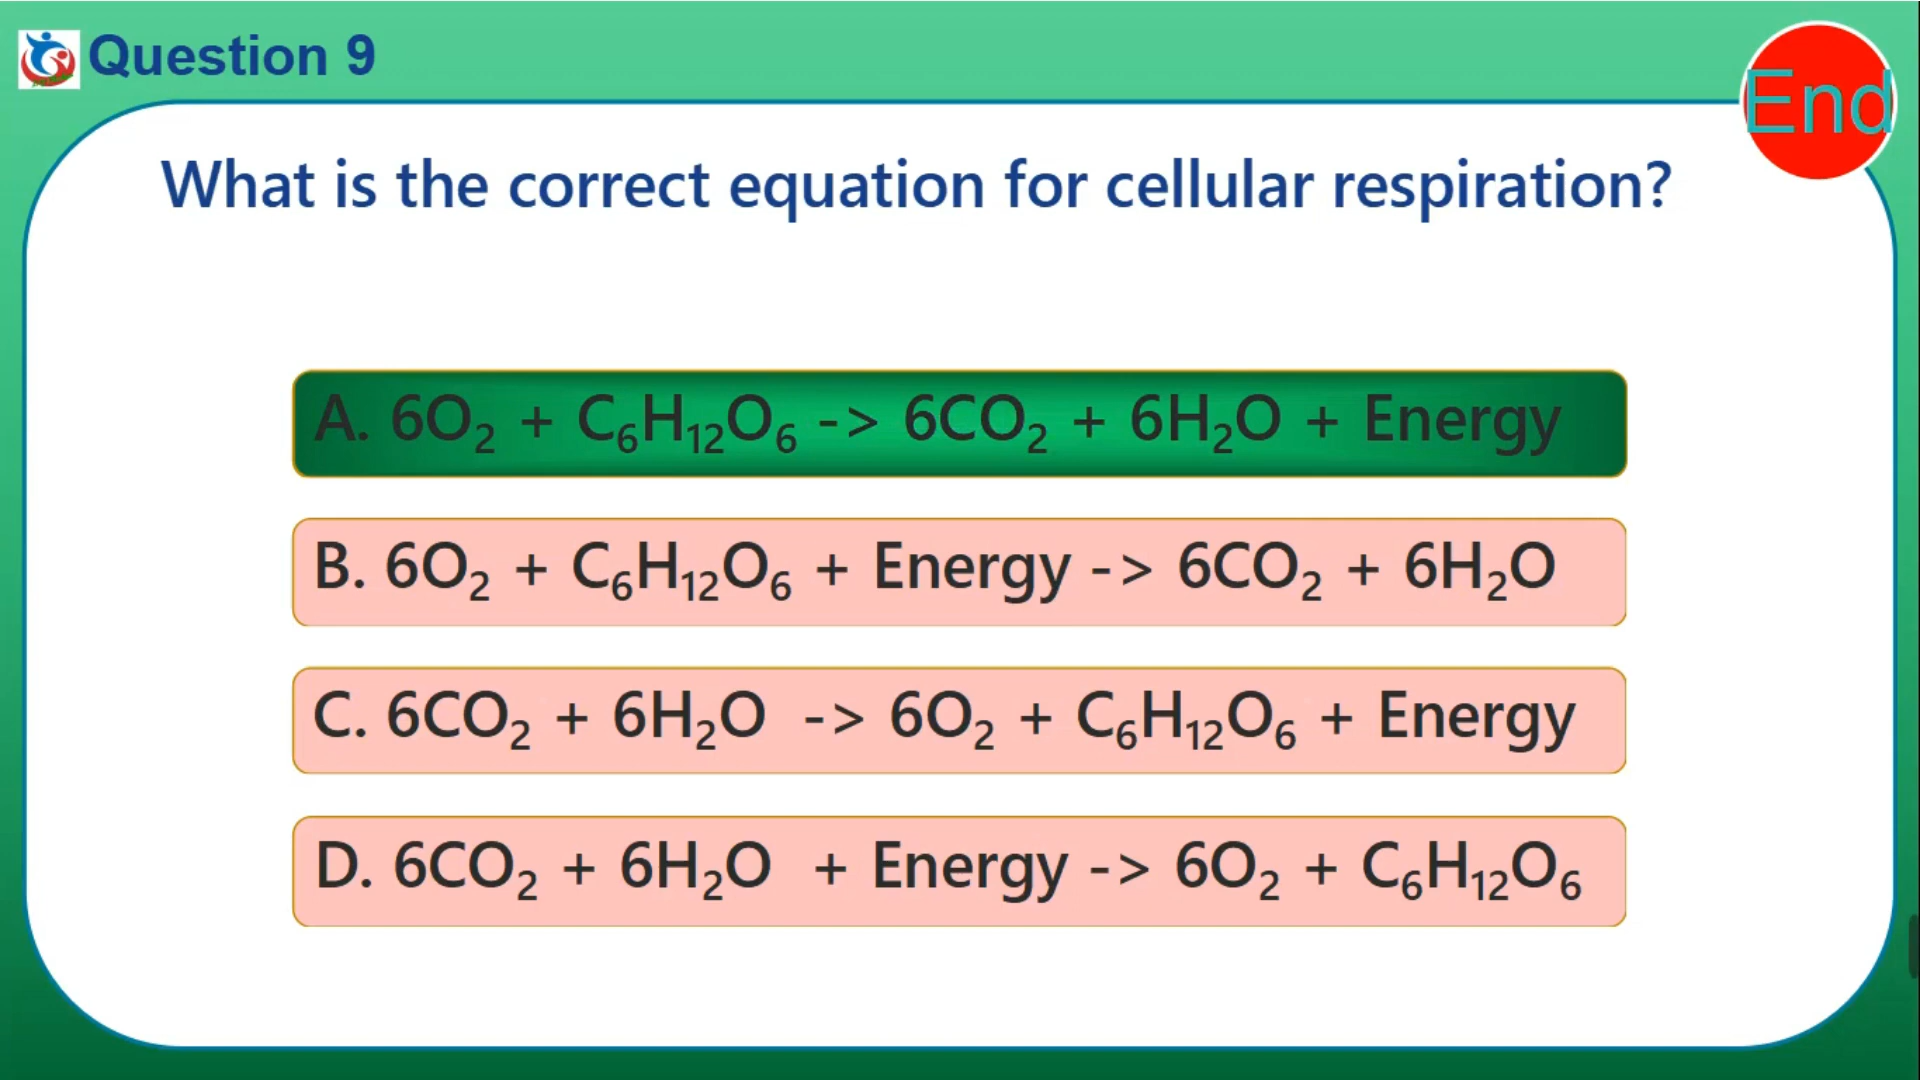 Question 9
End
What is the correct equation for cellular respiration?
A. 6O₂ + C₆H₁₂O₆ -> 6CO₂ + 6H₂O + Energy
B. 6O₂ + C₆H₁₂O₆ + Energy -> 6CO₂ + 6H₂O
C. 6CO₂ + 6H₂O -> 6O₂ + C₆H₁₂O₆ + Energy
D. 6CO₂ + 6H₂O + Energy -> 6O₂ + C₆H₁₂O₆